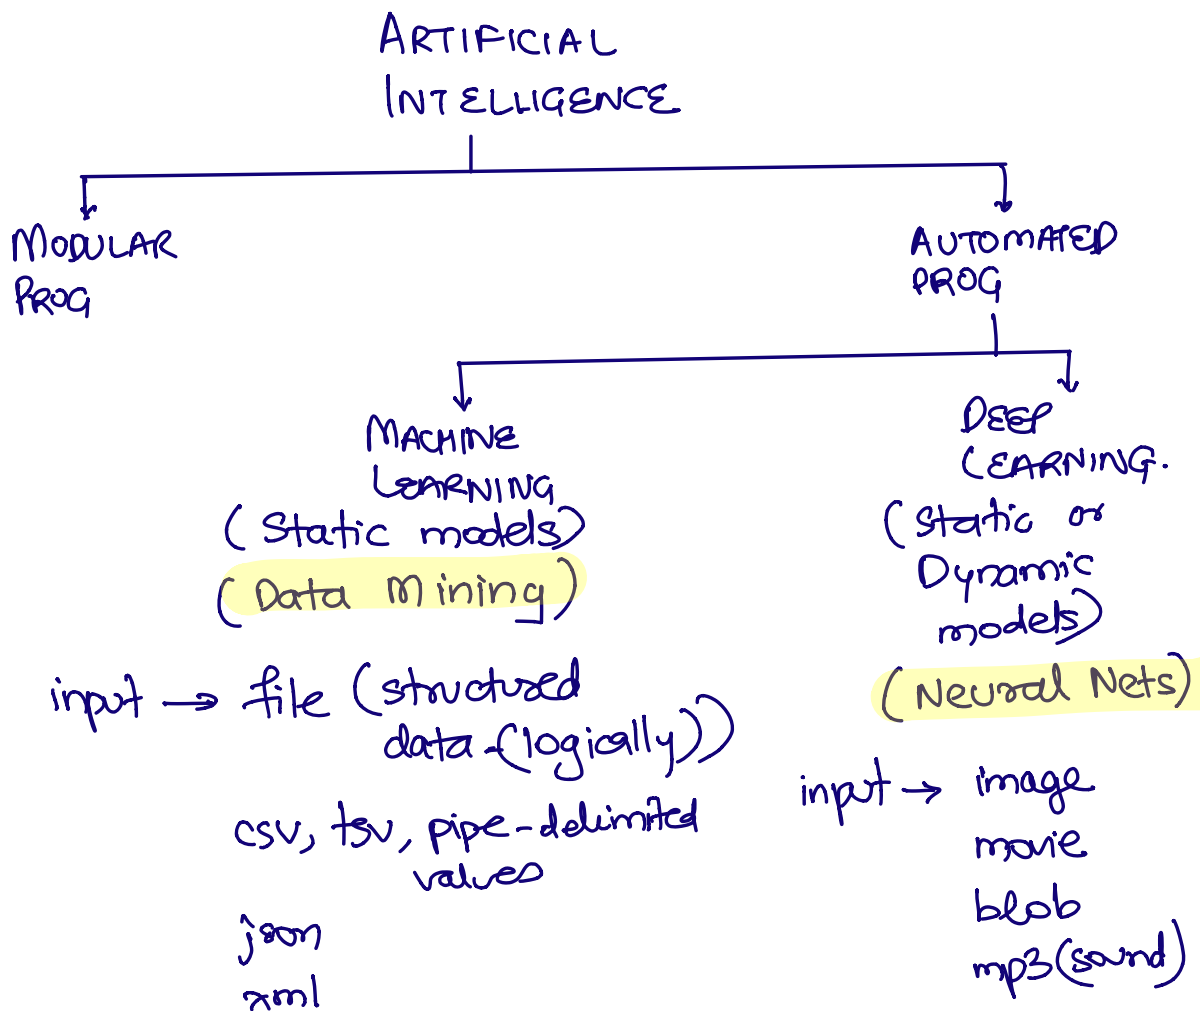 ARTIFICIAL
INTELLIGENCE
MODULAR
PROG
AUTOMATED
PROG
MACHINE
LEARNING
(Static models)
(Data Mining)
input → file (structured
data-(logically))
csv, tsv, pipe-delimited
values
json
xml
DEEP
LEARNING.
(Static or
Dynamic
models)
(Neural Nets)
input → image
movie
blob
mp3(sound)